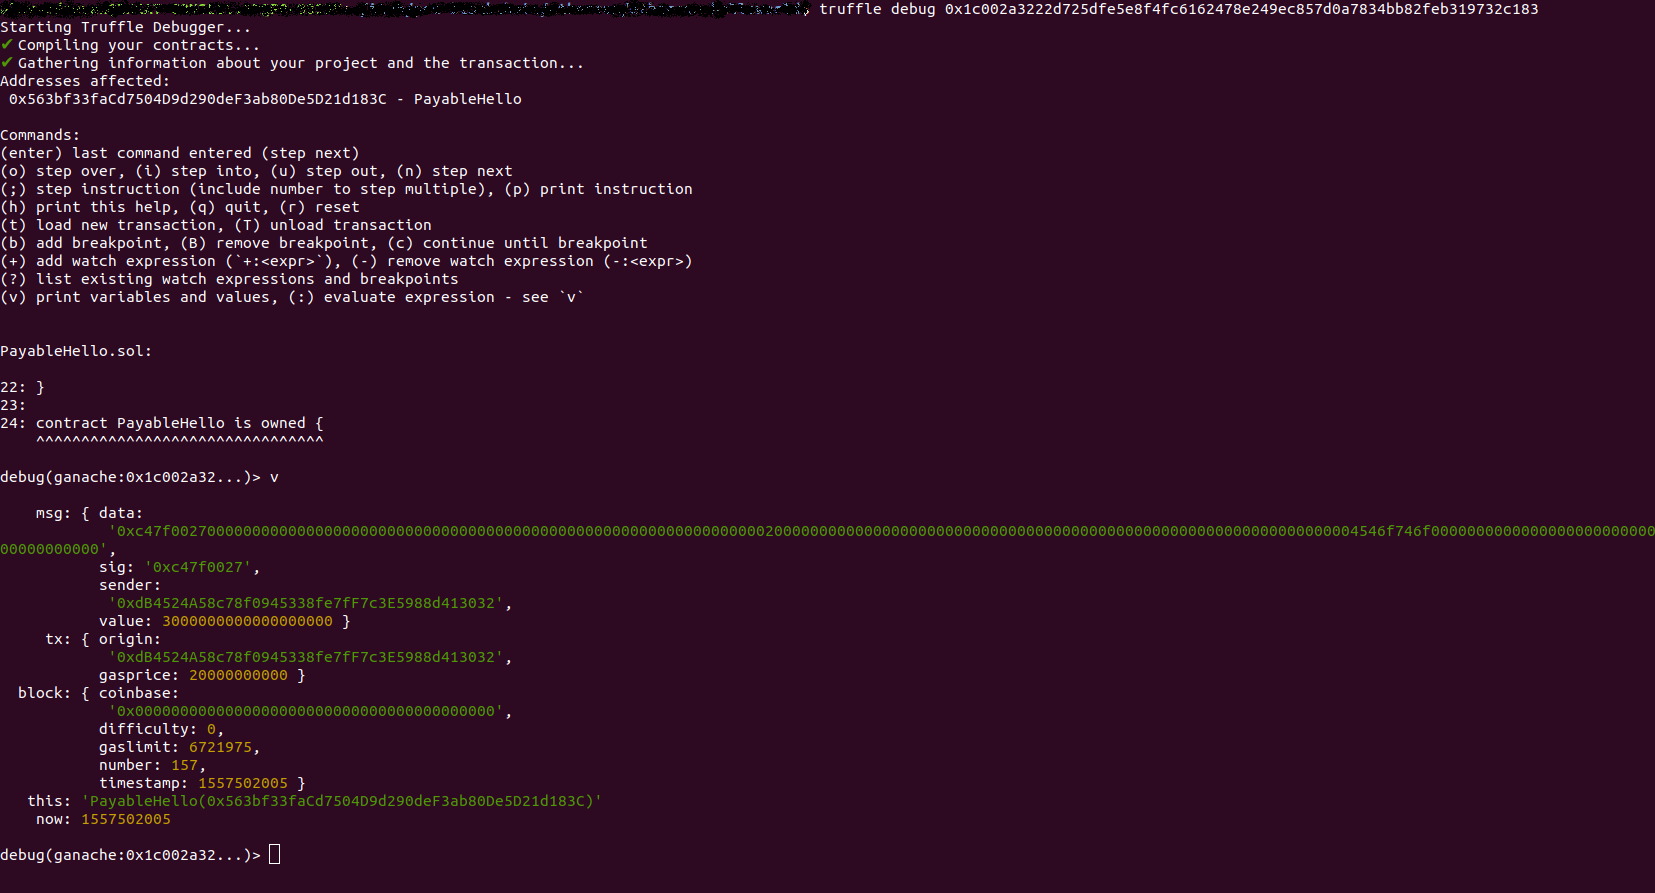 truffle debug 0x1c002a3222d725dfe5e8f4fc6162478e249ec857d0a7834bb82feb319732c183
Starting Truffle Debugger...
✔ Compiling your contracts...
✔ Gathering information about your project and the transaction...
Addresses affected:
0x563bf33faCd7504D9d290deF3ab80De5D21d183C - PayableHello
Commands:
(enter) last command entered (step next)
(o) step over, (i) step into, (u) step out, (n) step next
(;) step instruction (include number to step multiple), (p) print instruction
(h) print this help, (q) quit, (r) reset
(t) load new transaction, (T) unload transaction
(b) add breakpoint, (B) remove breakpoint, (c) continue until breakpoint
(+) add watch expression (`+:<expr>`), (-) remove watch expression (-:<expr>)
(?) list existing watch expressions and breakpoints
(v) print variables and values, (:) evaluate expression - see `v`
PayableHello.sol:
22: }
23:
24: contract PayableHello is owned {
^^^^^^^^^^^^^^^^^^^^^^^^^^^^^^^^
debug(ganache:0x1c002a32...)> v
msg: { data:
'0xc47f002700000000000000000000000000000000000000000000000000000000000000200000000000000000000000000000000000000000000000000000000000000004546f746f0000000000000000000000000
00000000000',
sig: '0xc47f0027',
sender:
'0xdB4524A58c78f0945338fe7fF7c3E5988d413032',
value: 3000000000000000000 }
tx: { origin:
'0xdB4524A58c78f0945338fe7fF7c3E5988d413032',
gasprice: 20000000000 }
block: { coinbase:
'0x0000000000000000000000000000000000000000',
difficulty: 0,
gaslimit: 6721975,
number: 157,
timestamp: 1557502005 }
this: 'PayableHello(0x563bf33faCd7504D9d290deF3ab80De5D21d183C)'
now: 1557502005
debug(ganache:0x1c002a32...)>